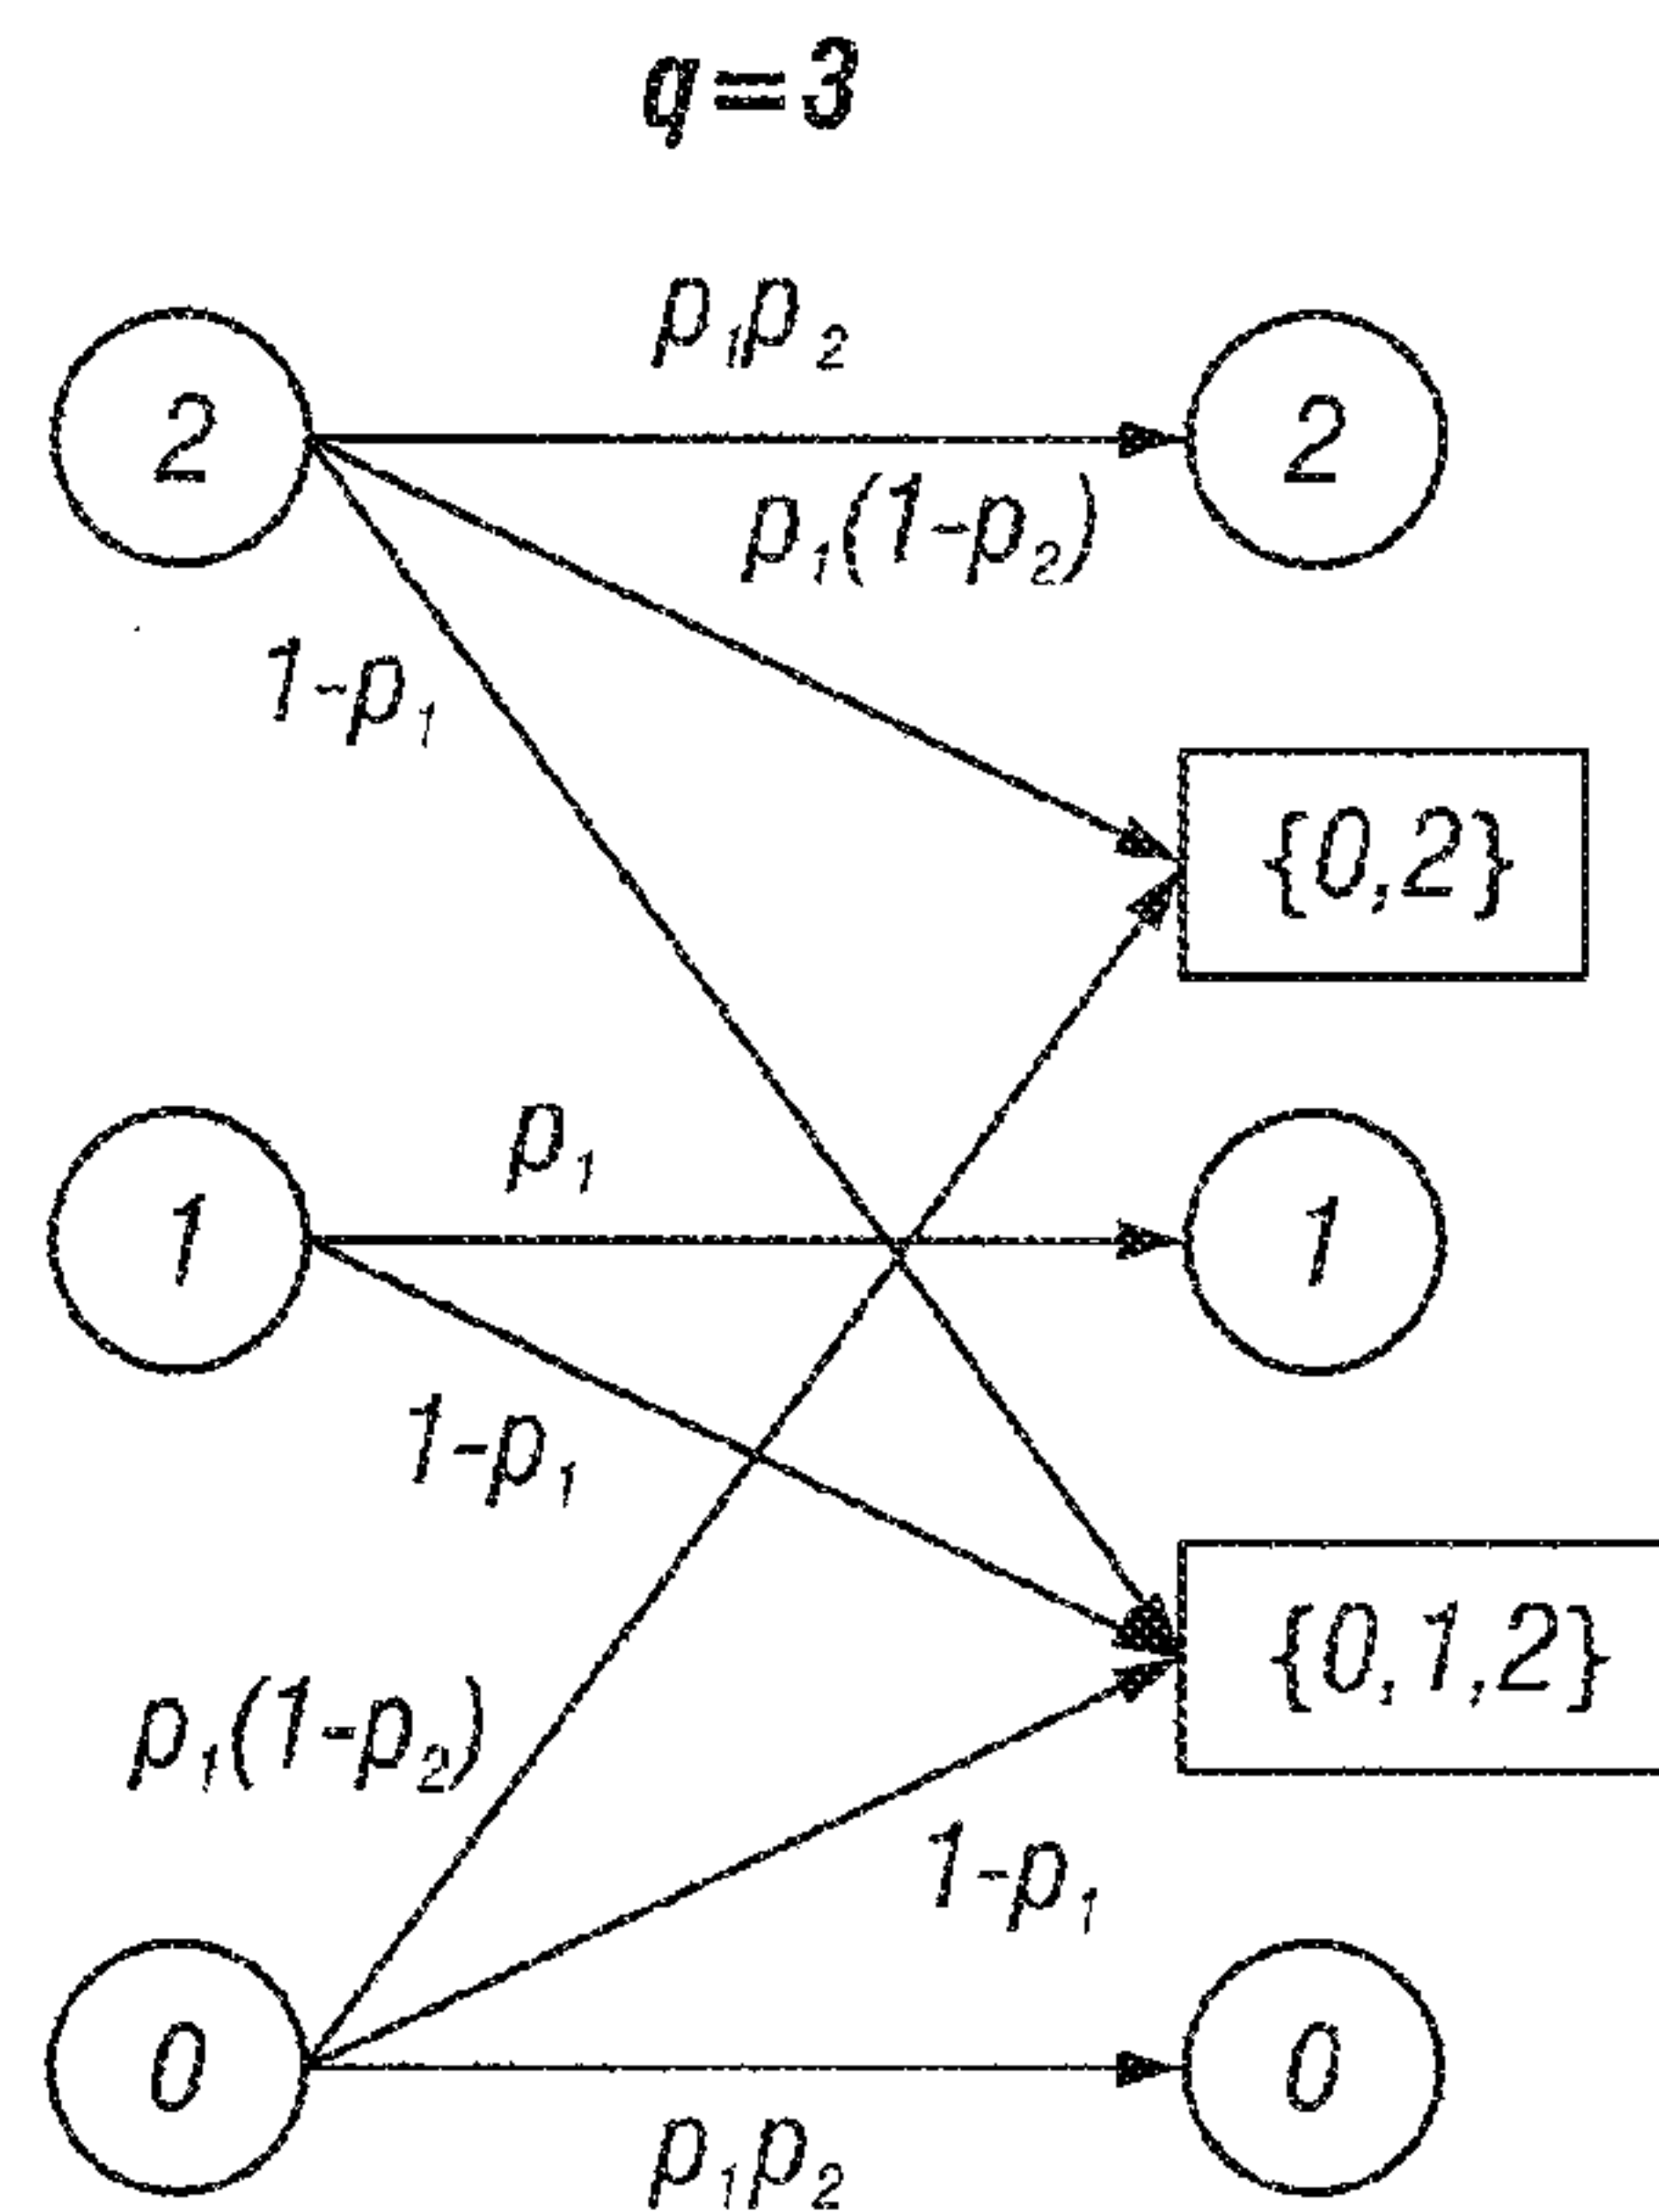 q=3
p₁p₂
2
2
p₁(1-p₂)
1-p₁
{0,2}
p₁
1
1
1-p₁
{0,1,2}
p₁(1-p₂)
1-p₁
0
0
p₁p₂